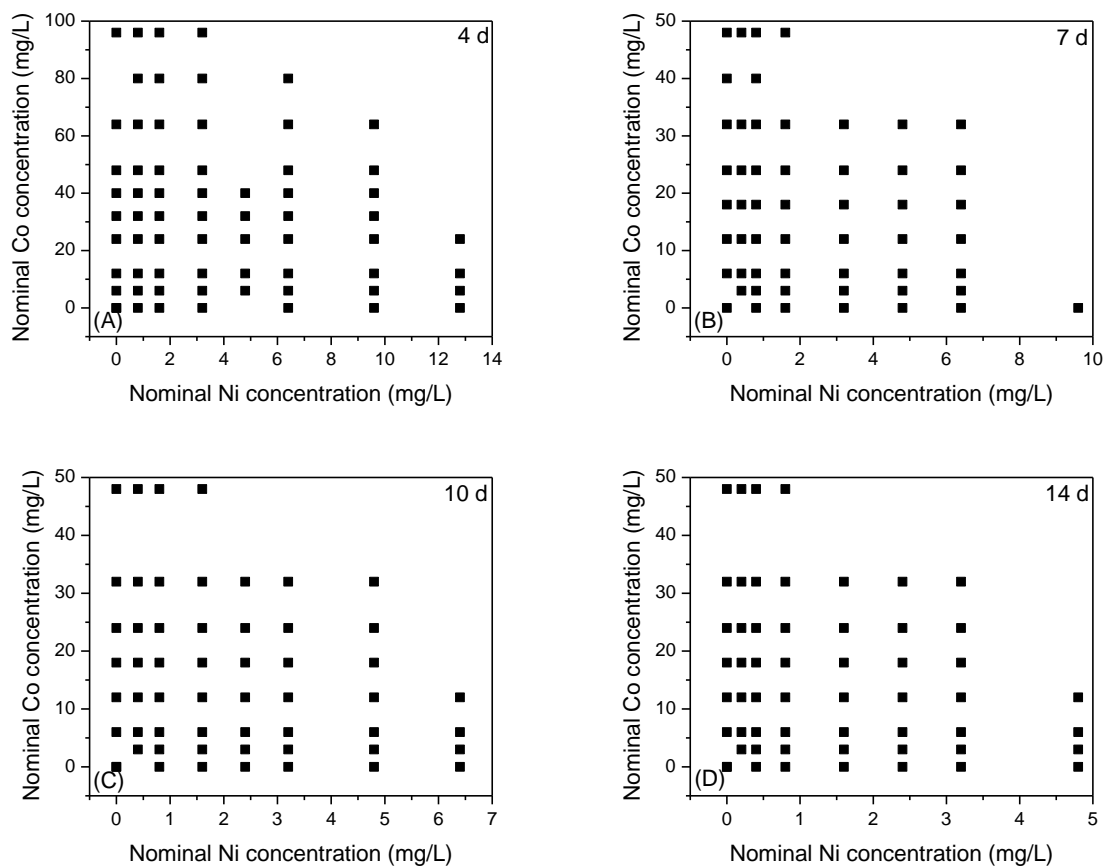 4 d
100
80
60
40
20
0
Nominal Co concentration (mg/L)
(A)
0 2 4 6 8 10 12 14
Nominal Ni concentration (mg/L)
7 d
50
40
30
20
10
0
Nominal Co concentration (mg/L)
(B)
0 2 4 6 8 10
Nominal Ni concentration (mg/L)
10 d
50
40
30
20
10
0
Nominal Co concentration (mg/L)
(C)
0 1 2 3 4 5 6 7
Nominal Ni concentration (mg/L)
14 d
50
40
30
20
10
0
Nominal Co concentration (mg/L)
(D)
0 1 2 3 4 5
Nominal Ni concentration (mg/L)